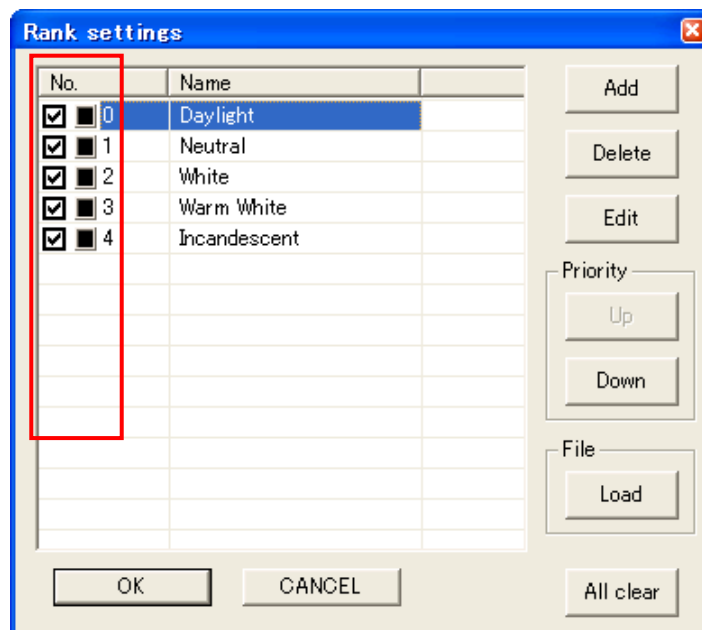 Rank settings
No. Name
0 Daylight
1 Neutral
2 White
3 Warm White
4 Incandescent
Add
Delete
Edit
Priority
Up
Down
File
Load
OK CANCEL All clear